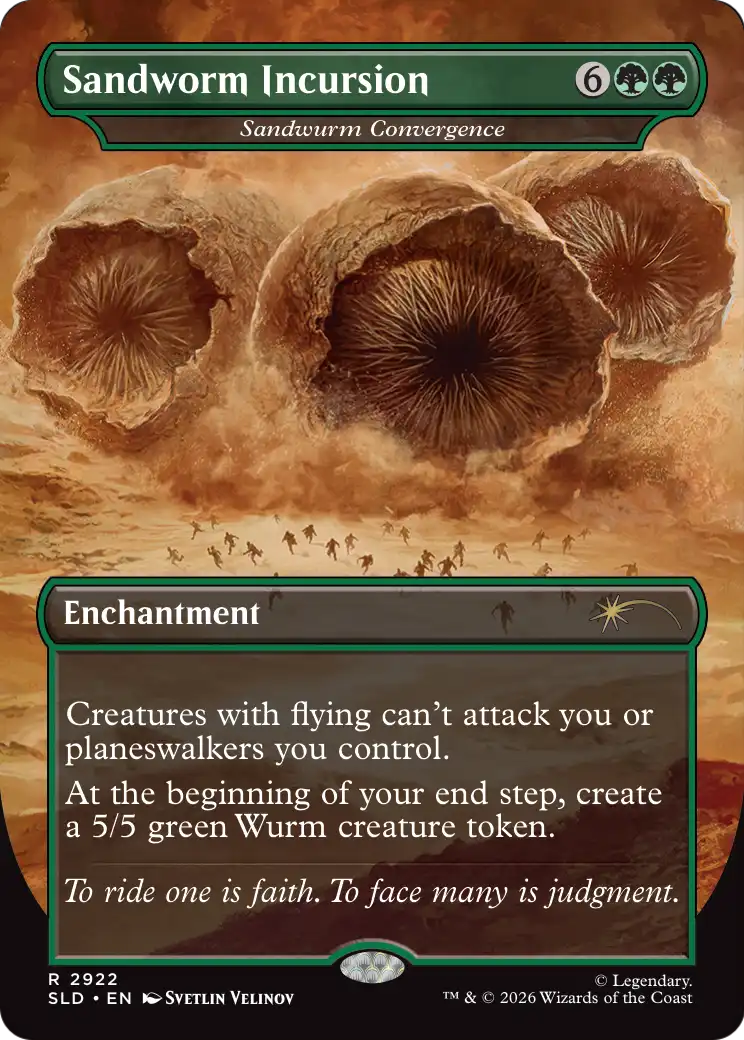 Sandworm Incursion 6
Sandwurm Convergence
Enchantment
Creatures with flying can't attack you or
planeswalkers you control.
At the beginning of your end step, create
a 5/5 green Wurm creature token.
To ride one is faith. To face many is judgment.
R 2922
SLD • EN Svetlin Velinov
© Legendary.
™ & © 2026 Wizards of the Coast